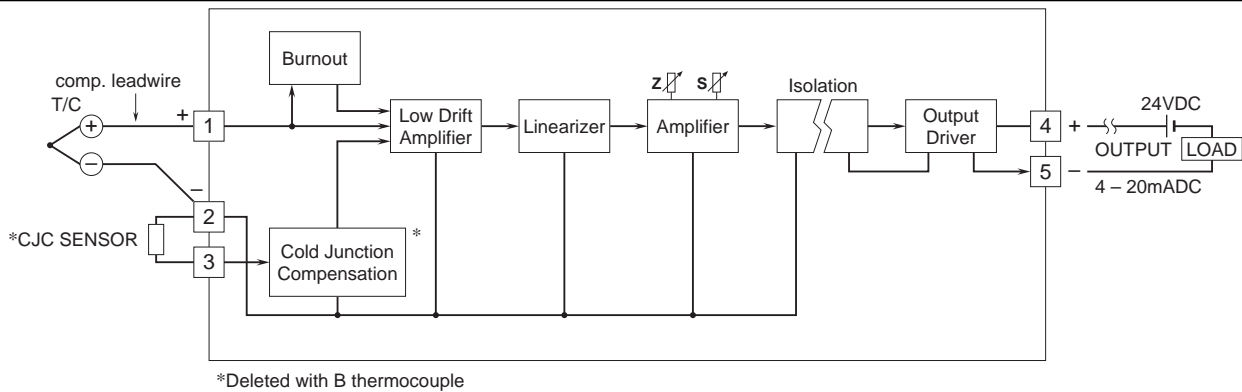 Burnout
comp. leadwire
T/C
+
+
1
−
−
2
3
*CJC SENSOR
Cold Junction
Compensation
*
Low Drift
Amplifier
Linearizer
Z
S
Amplifier
Isolation
Output
Driver
4
+
24VDC
OUTPUT
LOAD
5
−
4 – 20mADC
*Deleted with B thermocouple